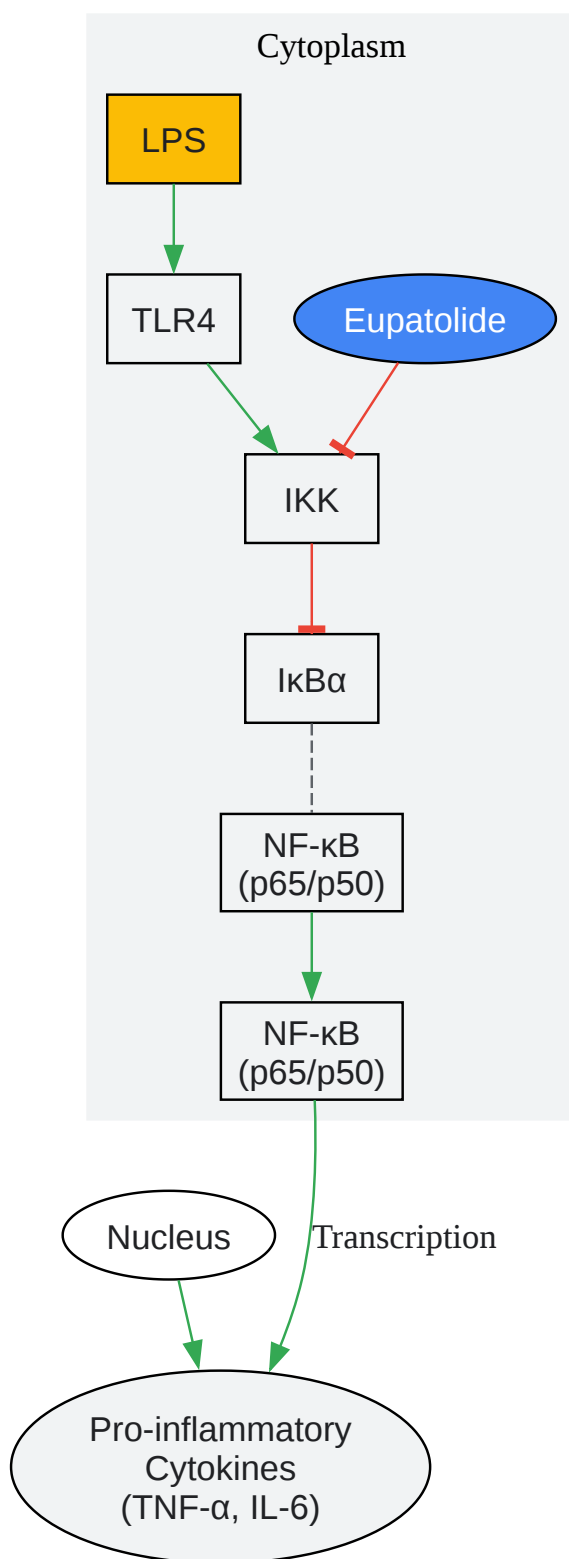 Cytoplasm
LPS
TLR4
Eupatolide
IKK
IκBα
NF-κB
(p65/p50)
NF-κB
(p65/p50)
Nucleus
Transcription
Pro-inflammatory
Cytokines
(TNF-α, IL-6)